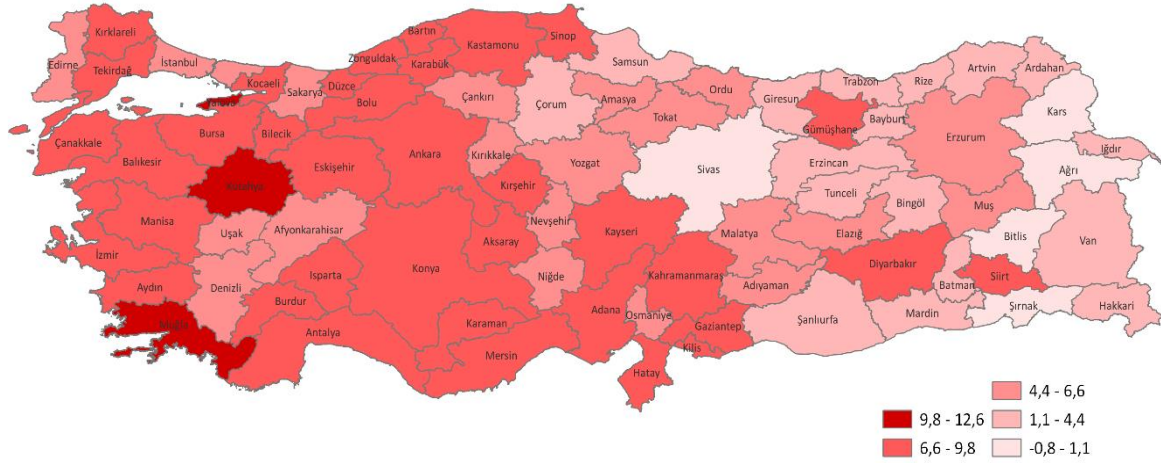 Kırklareli
Edirne
Tekirdağ
İstanbul
Kocaeli
Yalova
Sakarya
Düzce
Zonguldak
Bartın
Karabük
Kastamonu
Sinop
Samsun
Bolu
Çankırı
Çorum
Amasya
Tokat
Ordu
Giresun
Trabzon
Rize
Artvin
Ardahan
Kars
Gümüşhane
Bayburt
Erzurum
Iğdır
Ağrı
Çanakkale
Balıkesir
Bursa
Bilecik
Eskişehir
Ankara
Kırıkkale
Yozgat
Sivas
Erzincan
Tunceli
Bingöl
Muş
Kütahya
Kırşehir
Nevşehir
Kayseri
Malatya
Elazığ
Bitlis
Van
Manisa
Uşak
Afyonkarahisar
İzmir
Aydın
Denizli
Isparta
Konya
Aksaray
Niğde
Kahramanmaraş
Adıyaman
Diyarbakır
Batman
Siirt
Muğla
Burdur
Antalya
Karaman
Mersin
Adana
Osmaniye
Gaziantep
Kilis
Hatay
Şanlıurfa
Mardin
Şırnak
Hakkari
4,4 - 6,6
9,8 - 12,6
1,1 - 4,4
6,6 - 9,8
-0,8 - 1,1